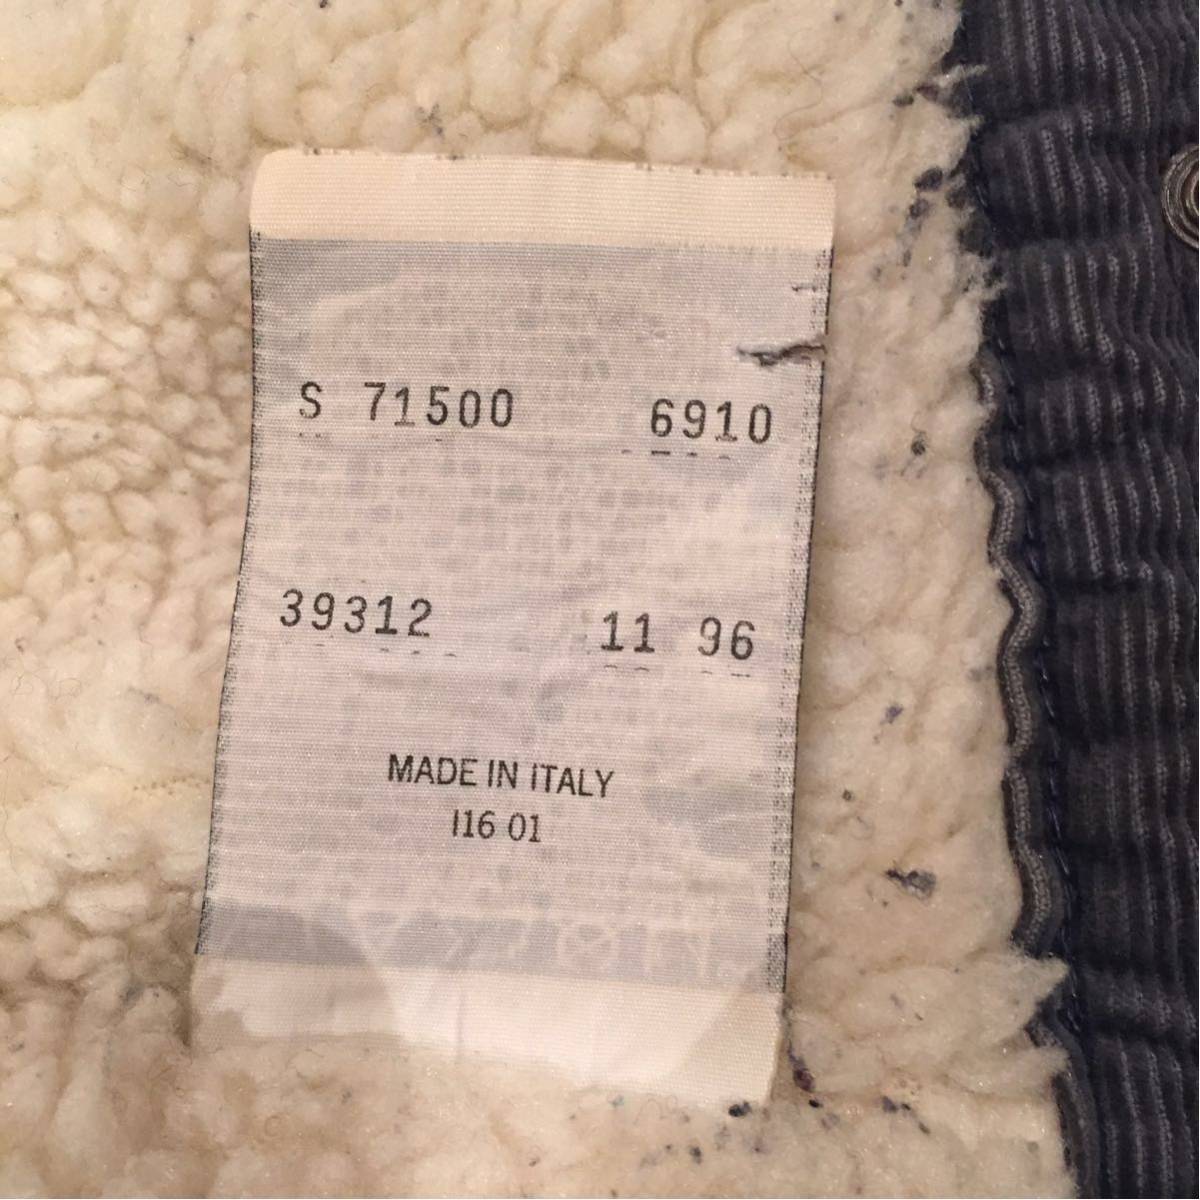 S 71500 6910
39312 11 96
MADE IN ITALY
I16 01